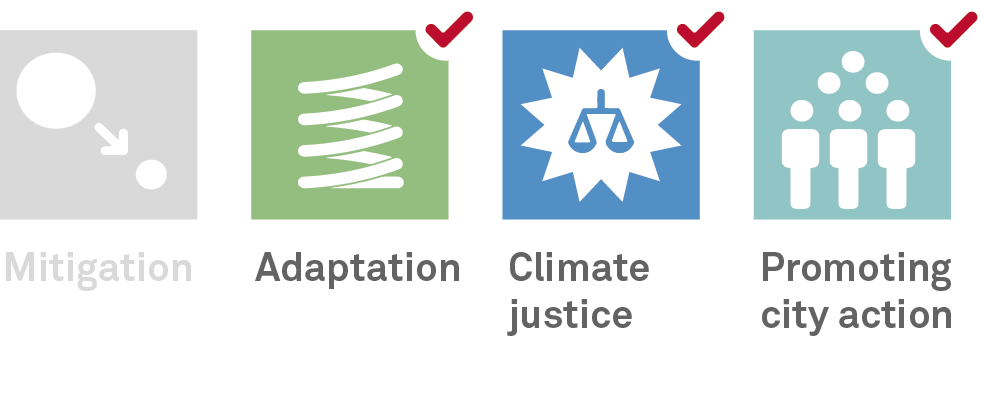 Mitigation
Adaptation
Climate
justice
Promoting
city action